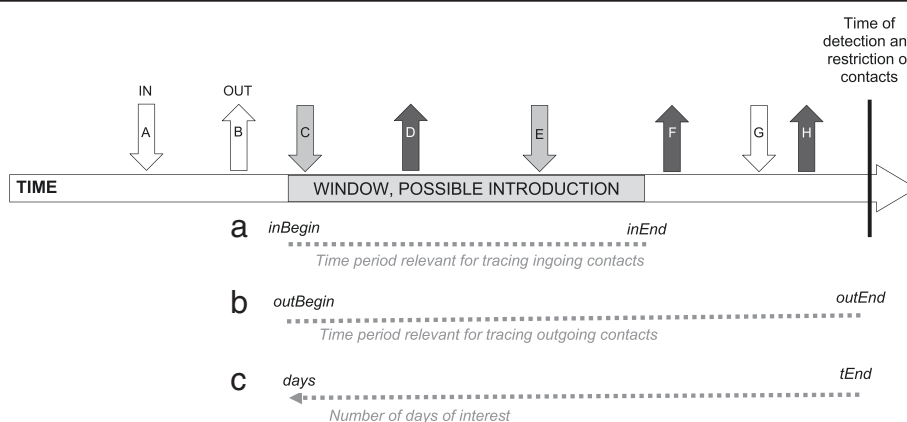 Time of
detection an
restriction o
contacts
IN OUT
A B C D E F G H
TIME WINDOW, POSSIBLE INTRODUCTION
a inBegin inEnd
Time period relevant for tracing ingoing contacts
b outBegin outEnd
Time period relevant for tracing outgoing contacts
c days tEnd
Number of days of interest